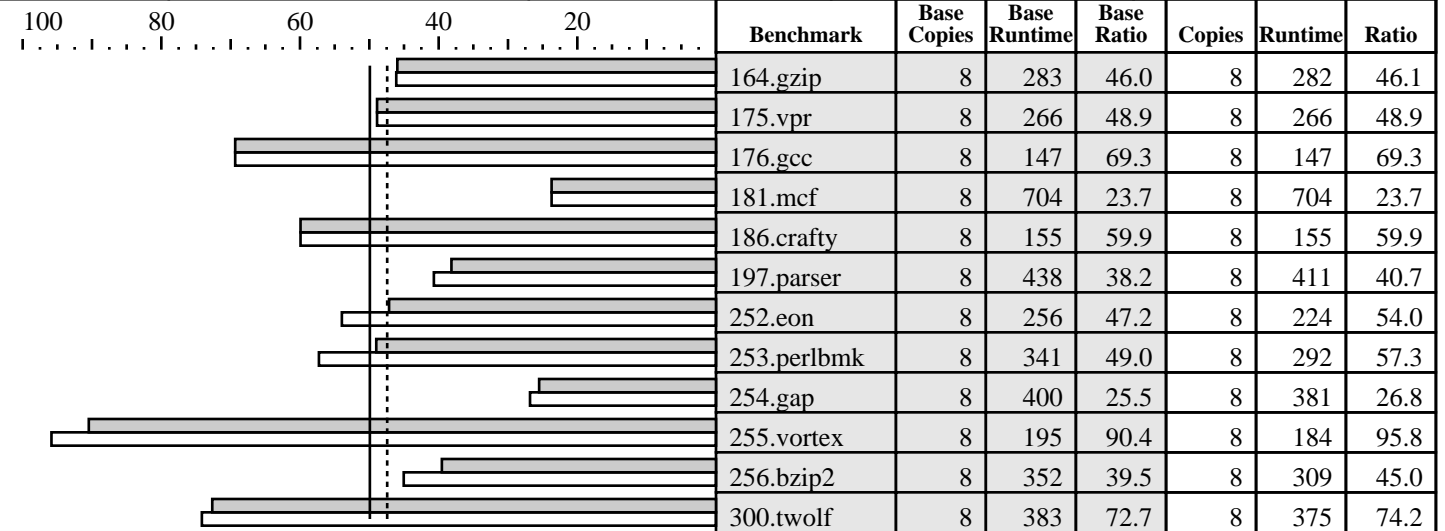 100 80 60 40 20
Benchmark Base Copies Base Runtime Base Ratio Copies Runtime Ratio
164.gzip 8 283 46.0 8 282 46.1
175.vpr 8 266 48.9 8 266 48.9
176.gcc 8 147 69.3 8 147 69.3
181.mcf 8 704 23.7 8 704 23.7
186.crafty 8 155 59.9 8 155 59.9
197.parser 8 438 38.2 8 411 40.7
252.eon 8 256 47.2 8 224 54.0
253.perlbmk 8 341 49.0 8 292 57.3
254.gap 8 400 25.5 8 381 26.8
255.vortex 8 195 90.4 8 184 95.8
256.bzip2 8 352 39.5 8 309 45.0
300.twolf 8 383 72.7 8 375 74.2